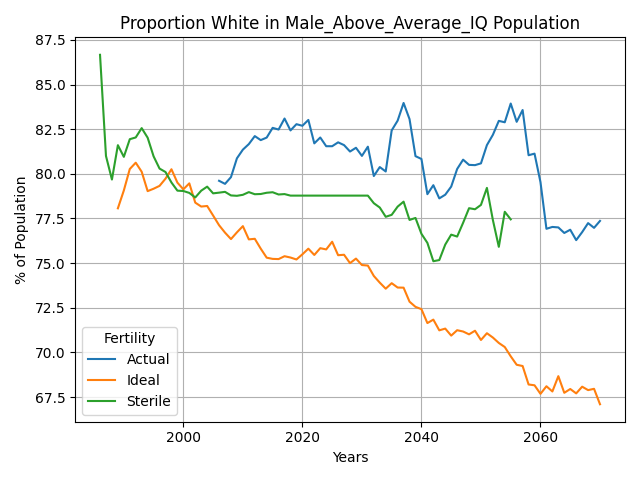 Proportion White in Male_Above_Average_IQ Population
87.5
85.0
82.5
80.0
77.5
75.0
72.5
70.0
67.5
% of Population
Fertility
Actual
Ideal
Sterile
2000
2020
2040
2060
Years